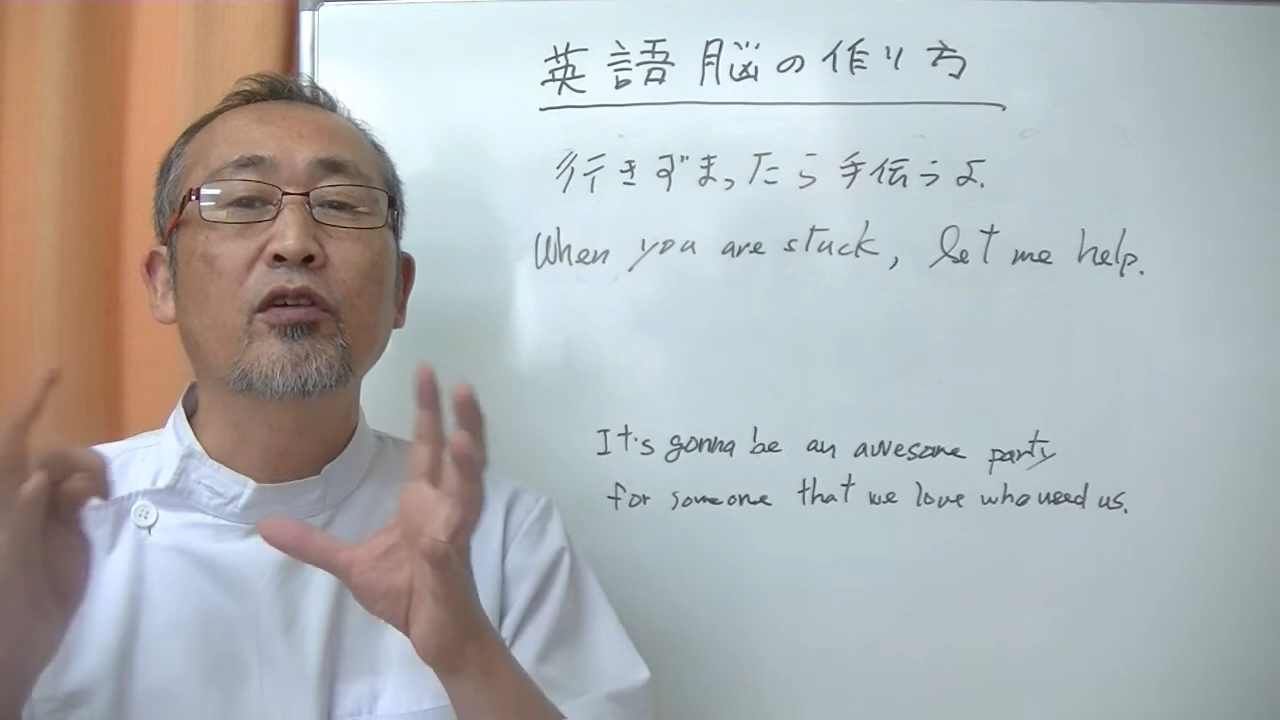 英語脳の作り方
行きずまったら手伝うよ.
When you are stuck, let me help.
It's gonna be an awesome party
for someone that we love who need us.